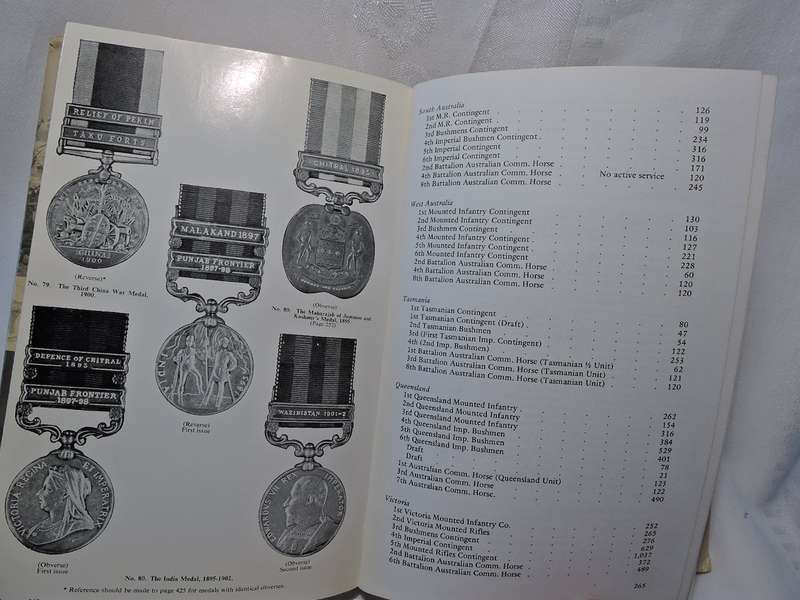 RELIEF OF PEKIN
TAKU FORTS
CHINA
1900
(Reverse)*
No. 79. The Third China War Medal,
1900.
CHITRAL 1895
(Obverse)
No. 89. The Maharajah of Jummoo and
Kashmir's Medal, 1895
(Page 252)
MALAKAND 1897
PUNJAB FRONTIER
1897-98
INDIA
(Reverse)
First issue
DEFENCE OF CHITRAL
1895
PUNJAB FRONTIER
1897-98
VICTORIA REGINA ET IMPERATRIX
(Obverse)
First issue
WAZIRISTAN 1901-2
(Obverse)
Second issue
No. 80. The India Medal, 1895-1902.
* Reference should be made to page 425 for medals with identical obverses.
South Australia
1st M.R. Contingent 126
2nd M.R. Contingent 119
3rd Bushmens Contingent 99
4th Imperial Bushmen Contingent 234
5th Imperial Contingent 316
6th Imperial Contingent 316
2nd Battalion Australian Comm. Horse 171
4th Battalion Australian Comm. Horse No active service 120
8th Battalion Australian Comm. Horse 245
West Australia
1st Mounted Infantry Contingent 130
2nd Mounted Infantry Contingent 103
3rd Bushmen Contingent 116
4th Mounted Infantry Contingent 127
5th Mounted Infantry Contingent 221
6th Mounted Infantry Contingent 228
2nd Battalion Australian Comm. Horse 60
4th Battalion Australian Comm. Horse 120
8th Battalion Australian Comm. Horse 120
Tasmania
1st Tasmanian Contingent 80
1st Tasmanian Contingent (Draft) 47
2nd Tasmanian Bushmen 54
3rd (First Tasmanian Imp. Contingent) 122
4th (2nd Imp. Bushmen) 253
1st Battalion Australian Comm. Horse (Tasmanian ½ Unit) 62
3rd Battalion Australian Comm. Horse (Tasmanian Unit) 121
8th Battalion Australian Comm. Horse (Tasmanian Unit) 120
Queensland
1st Queensland Mounted Infantry 262
2nd Queensland Mounted Infantry 154
3rd Queensland Mounted Infantry 316
4th Queensland Imp. Bushmen 384
5th Queensland Imp. Bushmen 529
6th Queensland Imp. Bushmen 401
Draft 78
Draft 21
1st Australian Comm. Horse (Queensland Unit) 123
3rd Australian Comm. Horse 122
7th Australian Comm. Horse. 490
Victoria
1st Victoria Mounted Infantry Co. 252
2nd Victoria Mounted Rifles 265
3rd Bushmens Contingent 276
4th Imperial Contingent 629
5th Mounted Rifles Contingent 1,017
2nd Battalion Australian Comm. Horse 372
6th Battalion Australian Comm. Horse 489
265